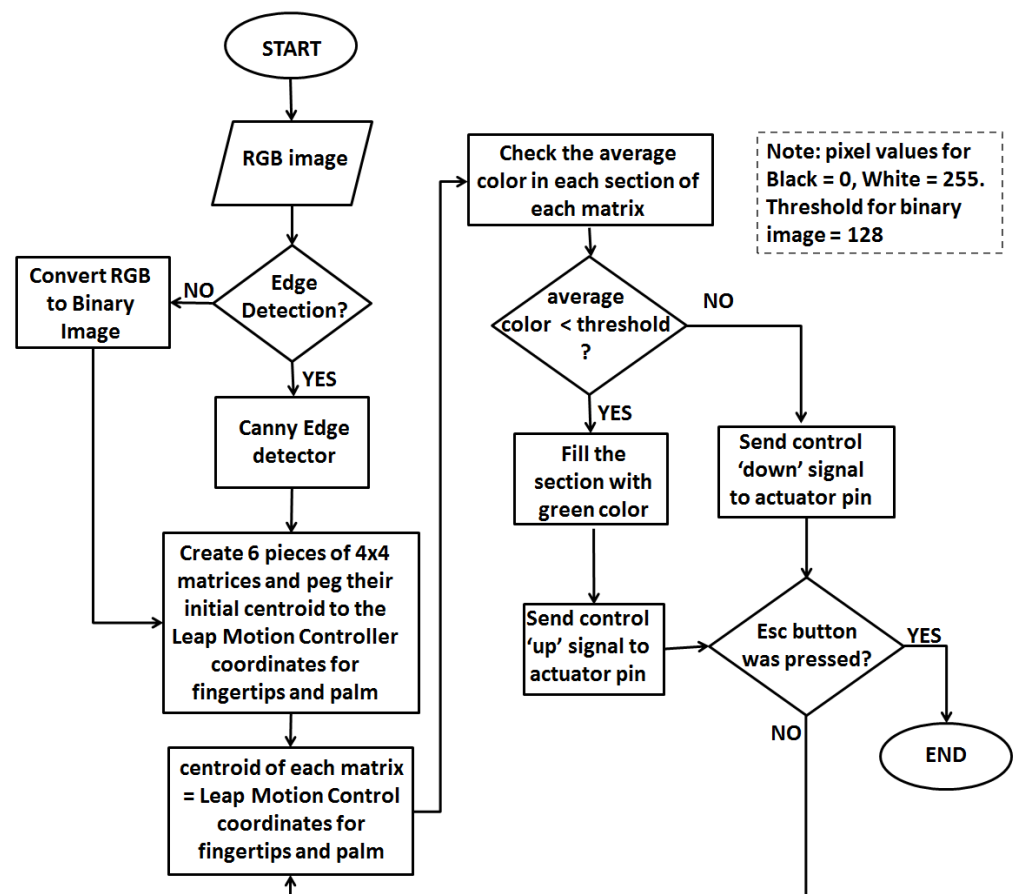 START
RGB image
Edge
Detection?
NO
Convert RGB
to Binary
Image
YES
Canny Edge
detector
Create 6 pieces of 4x4
matrices and peg their
initial centroid to the
Leap Motion Controller
coordinates for
fingertips and palm
centroid of each matrix
= Leap Motion Control
coordinates for
fingertips and palm
Check the average
color in each section of
each matrix
average
color < threshold
?
NO
YES
Fill the
section with
green color
Send control
‘up’ signal to
actuator pin
Send control
‘down’ signal
to actuator pin
Esc button
was pressed?
YES
NO
END
Note: pixel values for
Black = 0, White = 255.
Threshold for binary
image = 128